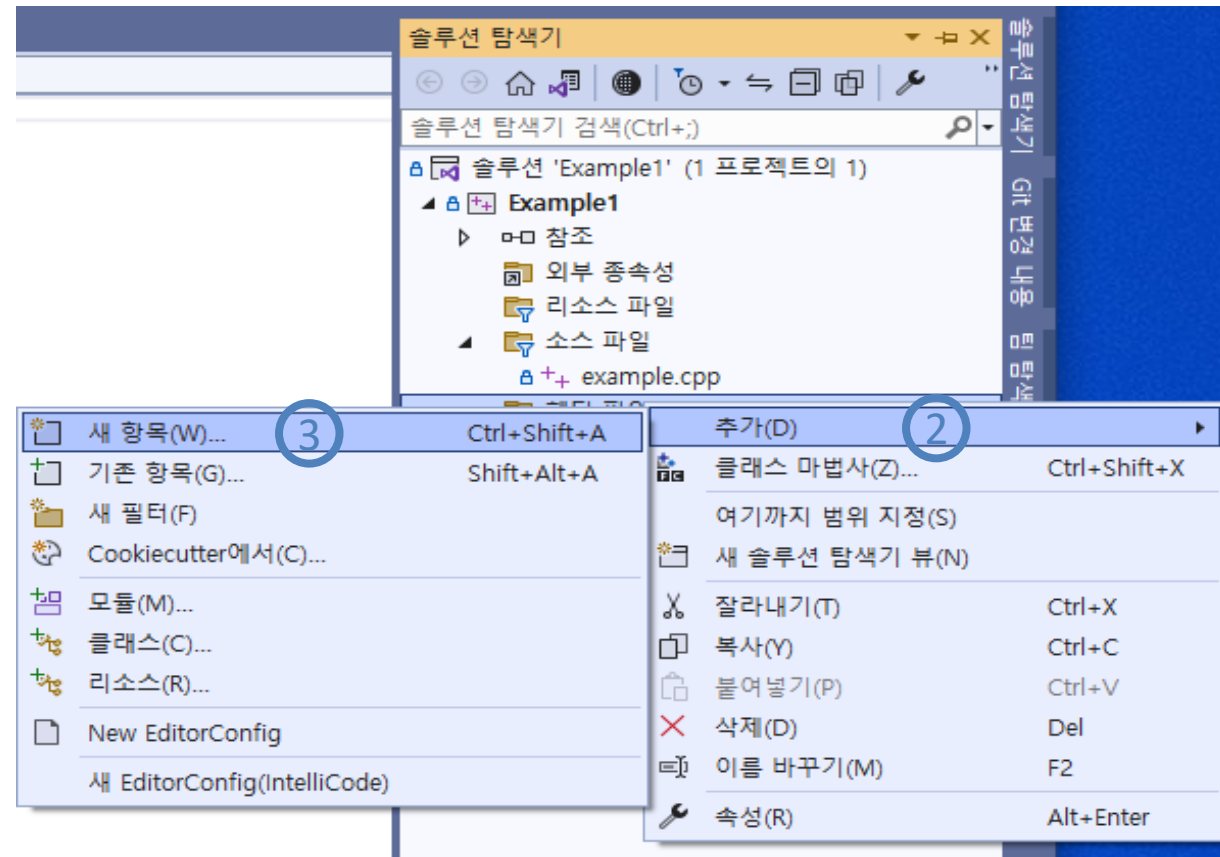 솔루션 탐색기
솔루션 탐색기 검색(Ctrl+;)
솔루션 'Example1' (1 프로젝트의 1)
Example1
참조
외부 종속성
리소스 파일
소스 파일
example.cpp
추가(D)
2
클래스 마법사(Z)... Ctrl+Shift+X
여기까지 범위 지정(S)
새 솔루션 탐색기 뷰(N)
잘라내기(T) Ctrl+X
복사(Y) Ctrl+C
붙여넣기(P) Ctrl+V
삭제(D) Del
이름 바꾸기(M) F2
속성(R) Alt+Enter
새 항목(W)... 3 Ctrl+Shift+A
기존 항목(G)... Shift+Alt+A
새 필터(F)
Cookiecutter에서(C)...
모듈(M)...
클래스(C)...
리소스(R)...
New EditorConfig
새 EditorConfig(IntelliCode)
솔루션 탐색기
Git 변경 내용